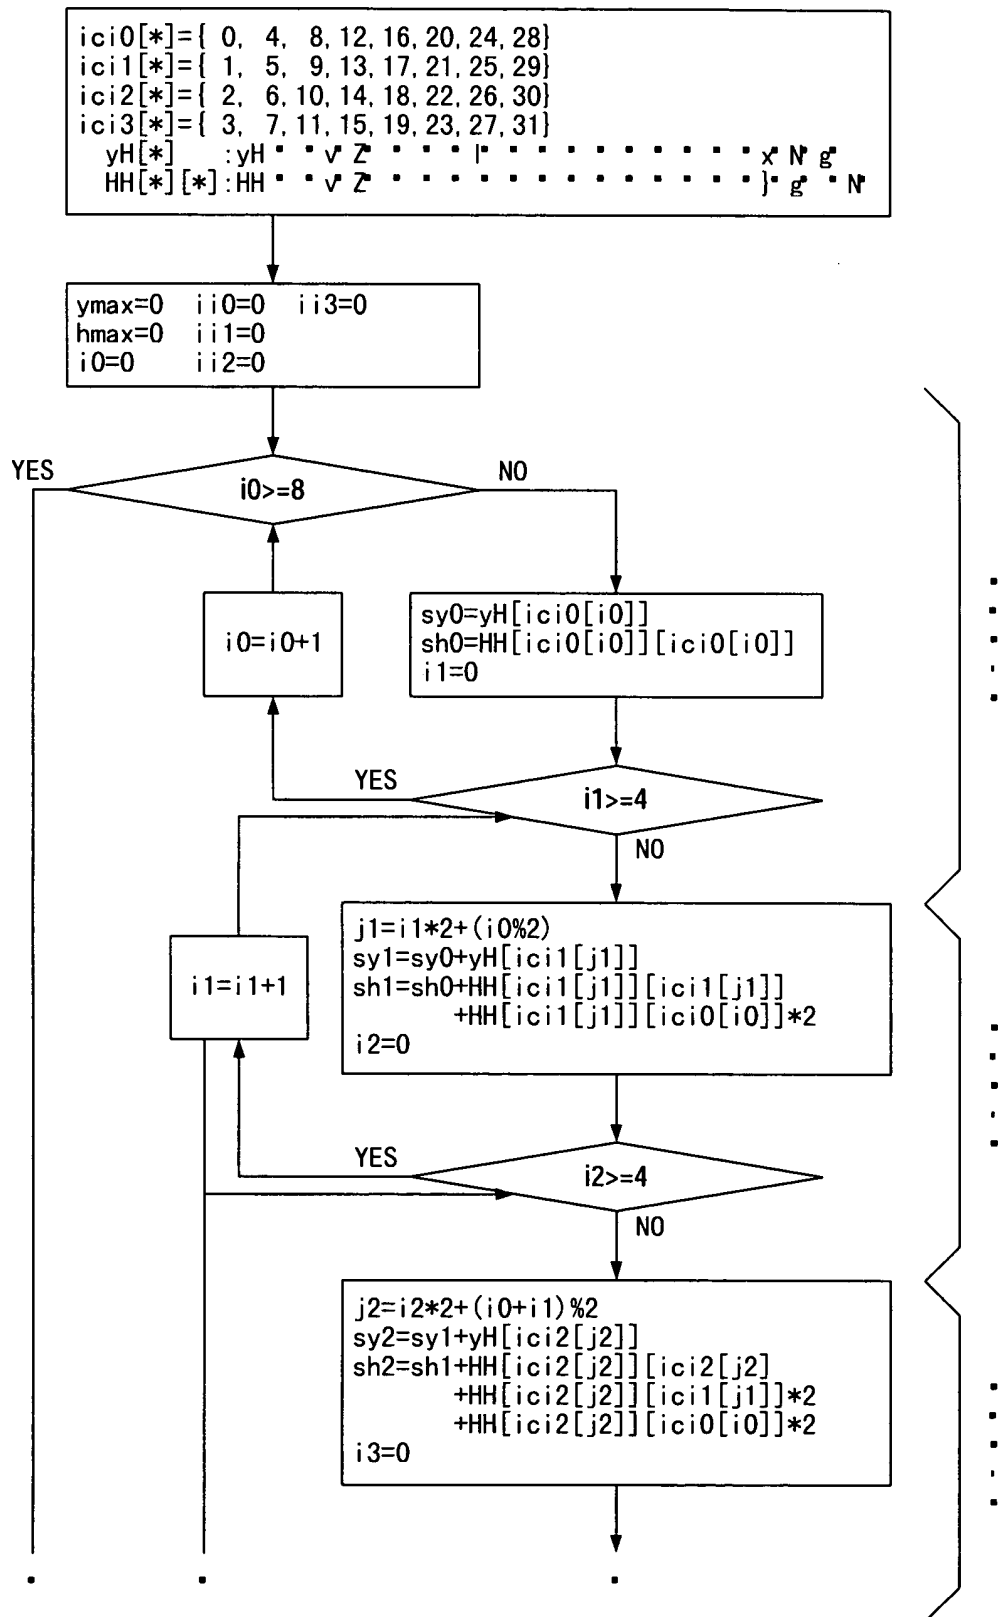 ici0[*]={ 0, 4, 8,12,16,20,24,28}
ici1[*]={ 1, 5, 9,13,17,21,25,29}
ici2[*]={ 2, 6,10,14,18,22,26,30}
ici3[*]={ 3, 7,11,15,19,23,27,31}
yH[*] :yH
HH[*][*]:HH
ymax=0 ii0=0 ii3=0
hmax=0 ii1=0
i0=0 ii2=0
YES
i0>=8
NO
i0=i0+1
sy0=yH[ici0[i0]]
sh0=HH[ici0[i0]][ici0[i0]]
i1=0
YES
i1>=4
NO
i1=i1+1
j1=i1*2+(i0%2)
sy1=sy0+yH[ici1[j1]]
sh1=sh0+HH[ici1[j1]][ici1[j1]]
+HH[ici1[j1]][ici0[i0]]*2
i2=0
YES
i2>=4
NO
j2=i2*2+(i0+i1)%2
sy2=sy1+yH[ici2[j2]]
sh2=sh1+HH[ici2[j2]][ici2[j2]
+HH[ici2[j2]][ici1[j1]]*2
+HH[ici2[j2]][ici0[i0]]*2
i3=0